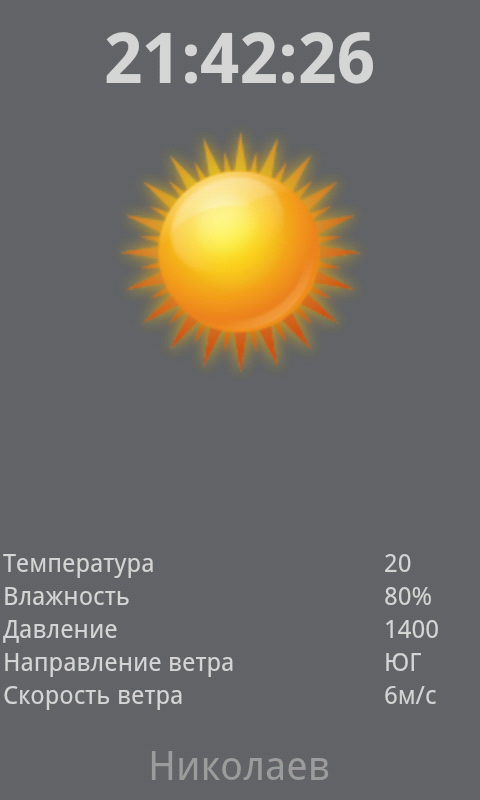 21:42:26
Температура 20
Влажность 80%
Давление 1400
Направление ветра ЮГ
Скорость ветра 6м/с
Николаев